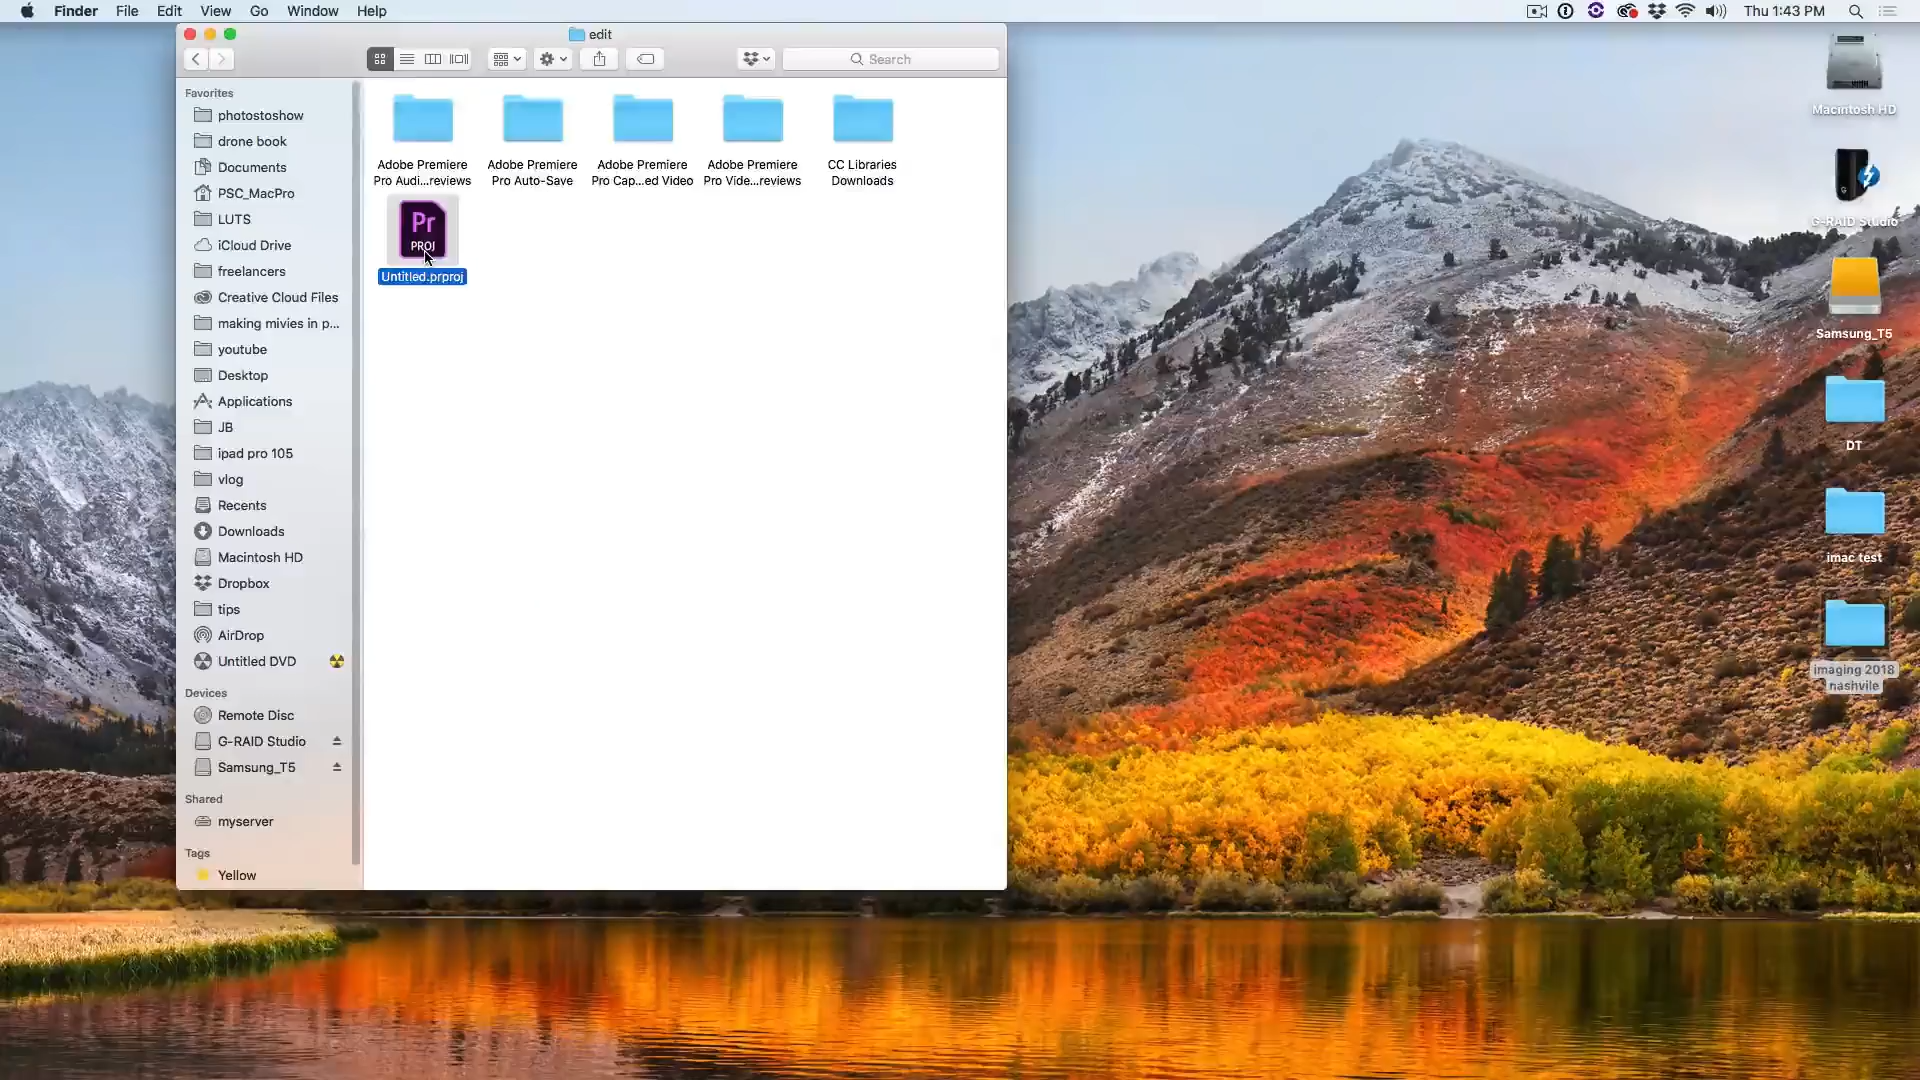 Finder File Edit View Go Window Help
Thu 1:43 PM
edit
Search
Favorites
photostoshow
drone book
Documents
PSC_MacPro
LUTS
iCloud Drive
freelancers
Creative Cloud Files
making mivies in p...
youtube
Desktop
Applications
JB
ipad pro 105
vlog
Recents
Downloads
Macintosh HD
Dropbox
tips
AirDrop
Untitled DVD
Devices
Remote Disc
G-RAID Studio
Samsung_T5
Shared
myserver
Tags
Yellow
Adobe Premiere
Pro Audi...reviews
Adobe Premiere
Pro Auto-Save
Adobe Premiere
Pro Cap...ed Video
Adobe Premiere
Pro Vide...reviews
CC Libraries
Downloads
Pr
PROJ
Untitled.prproj
Macintosh HD
G-RAID Studio
Samsung_T5
DT
imac test
imaging 2018
nashvile